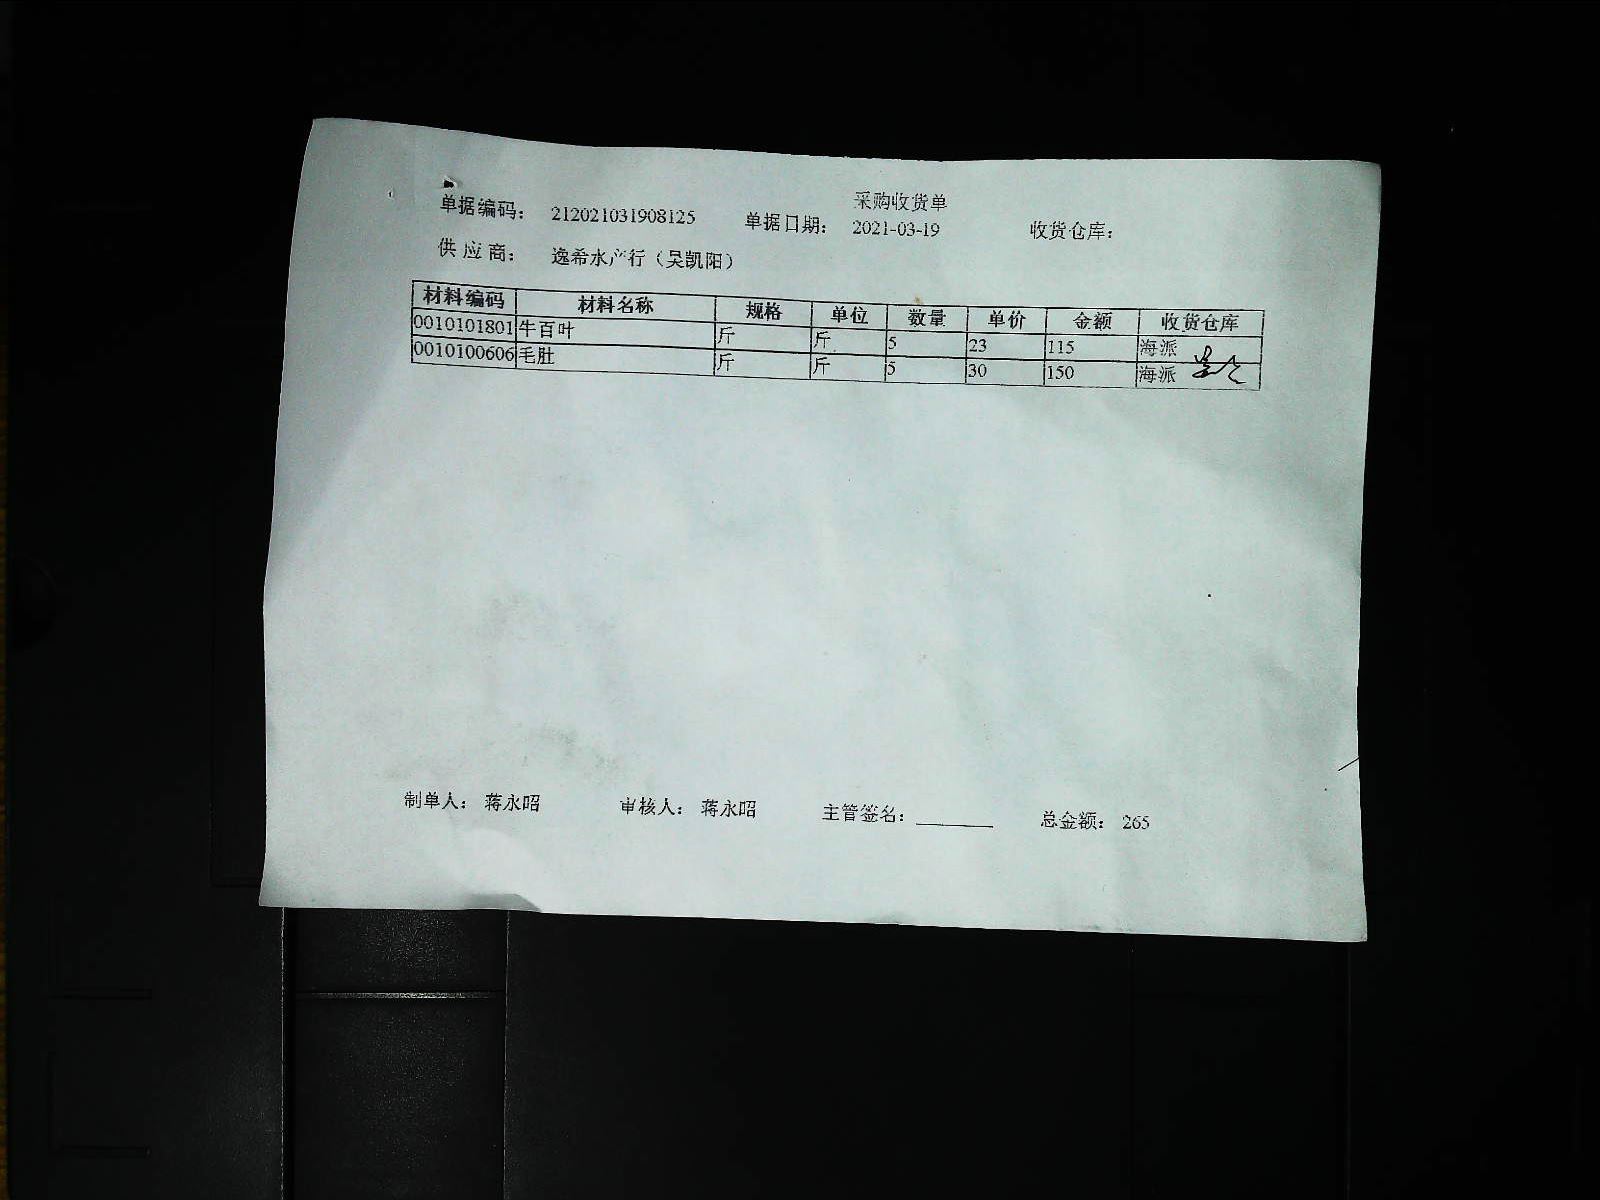 采购收货单
单据编码： 212021031908125 单据日期： 2021-03-19 收货仓库：
供 应 商： 逸希水产行（吴凯阳）
材料编码 材料名称 规格 单位 数量 单价 金额 收货仓库
0010101801 牛百叶 斤 斤 5 23 115 海派
0010100606 毛肚 斤 斤 5 30 150 海派
制单人： 蒋永昭 审核人： 蒋永昭 主管签名： 总金额： 265